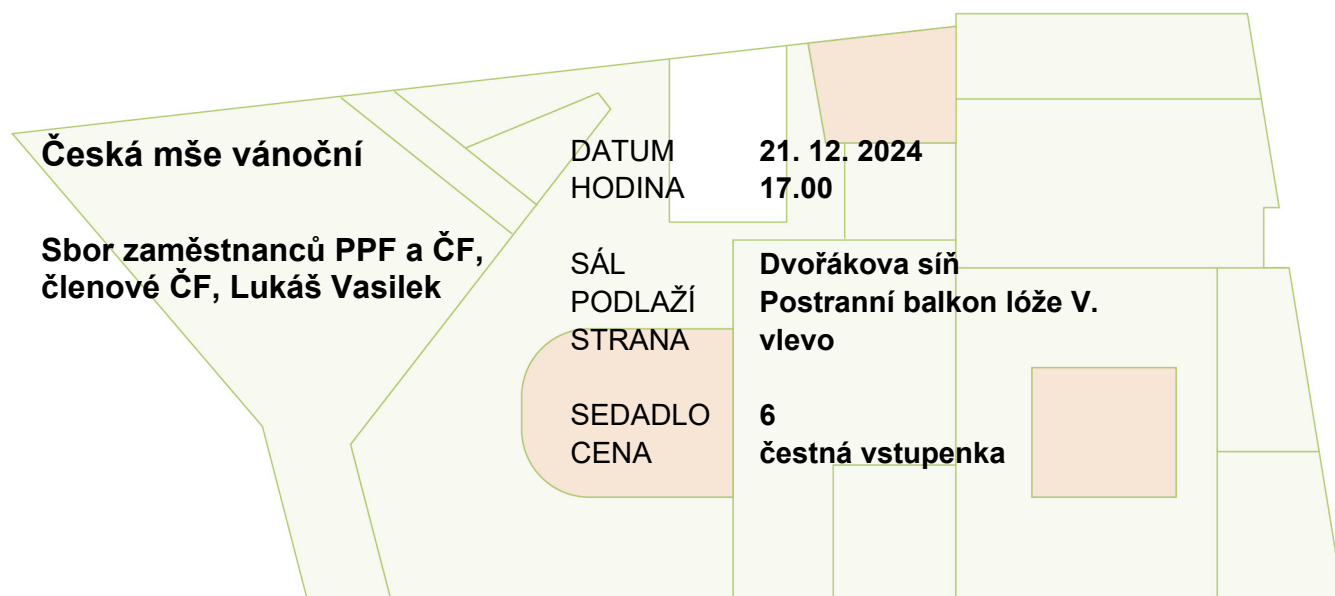 Česká mše vánoční
Sbor zaměstnanců PPF a ČF,
členové ČF, Lukáš Vasilek
DATUM 21. 12. 2024
HODINA 17.00
SÁL Dvořákova síň
PODLAŽÍ Postranní balkon lóže V.
STRANA vlevo
SEDADLO 6
CENA čestná vstupenka